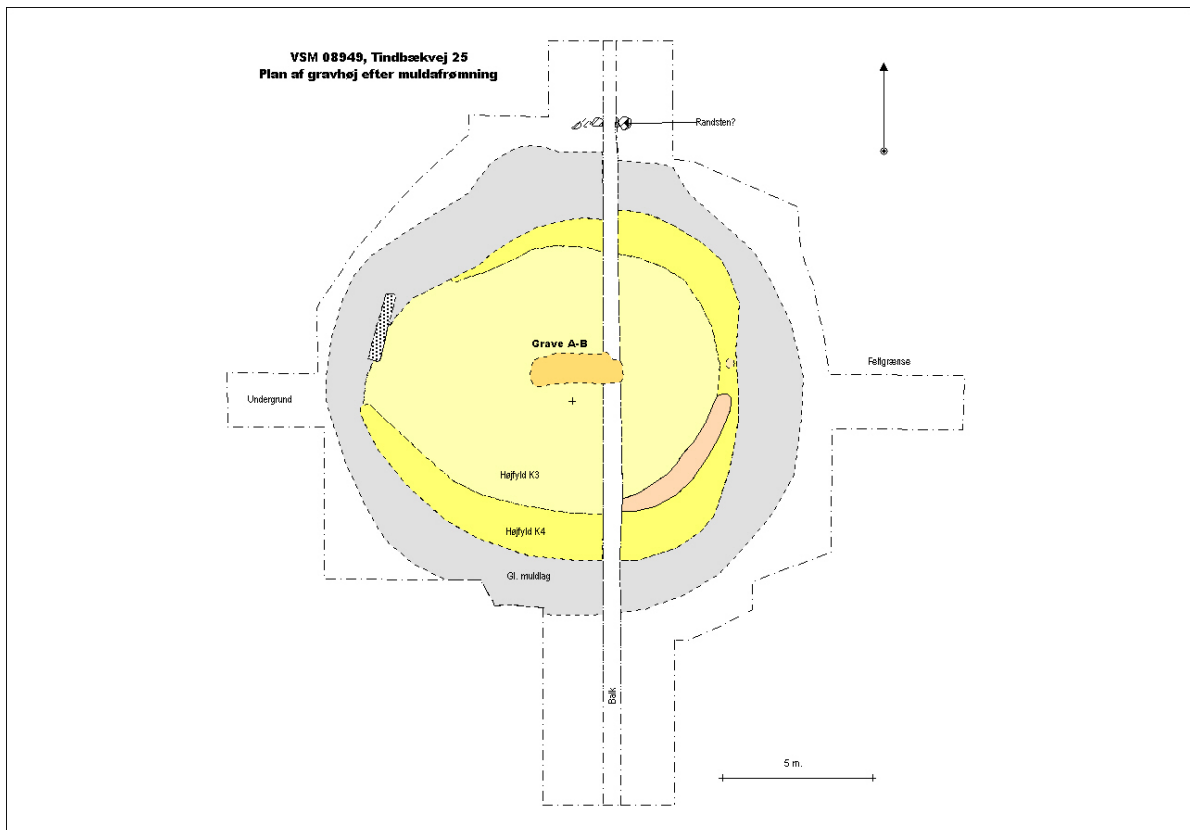 VSM 08949, Tindbækvej 25
Plan af gravhøj efter muldafrømning
Randsten?
Grave A-B
Feltgrænse
Undergrund
Højfyld K3
Højfyld K4
Gl. muldlag
Balk
5 m.